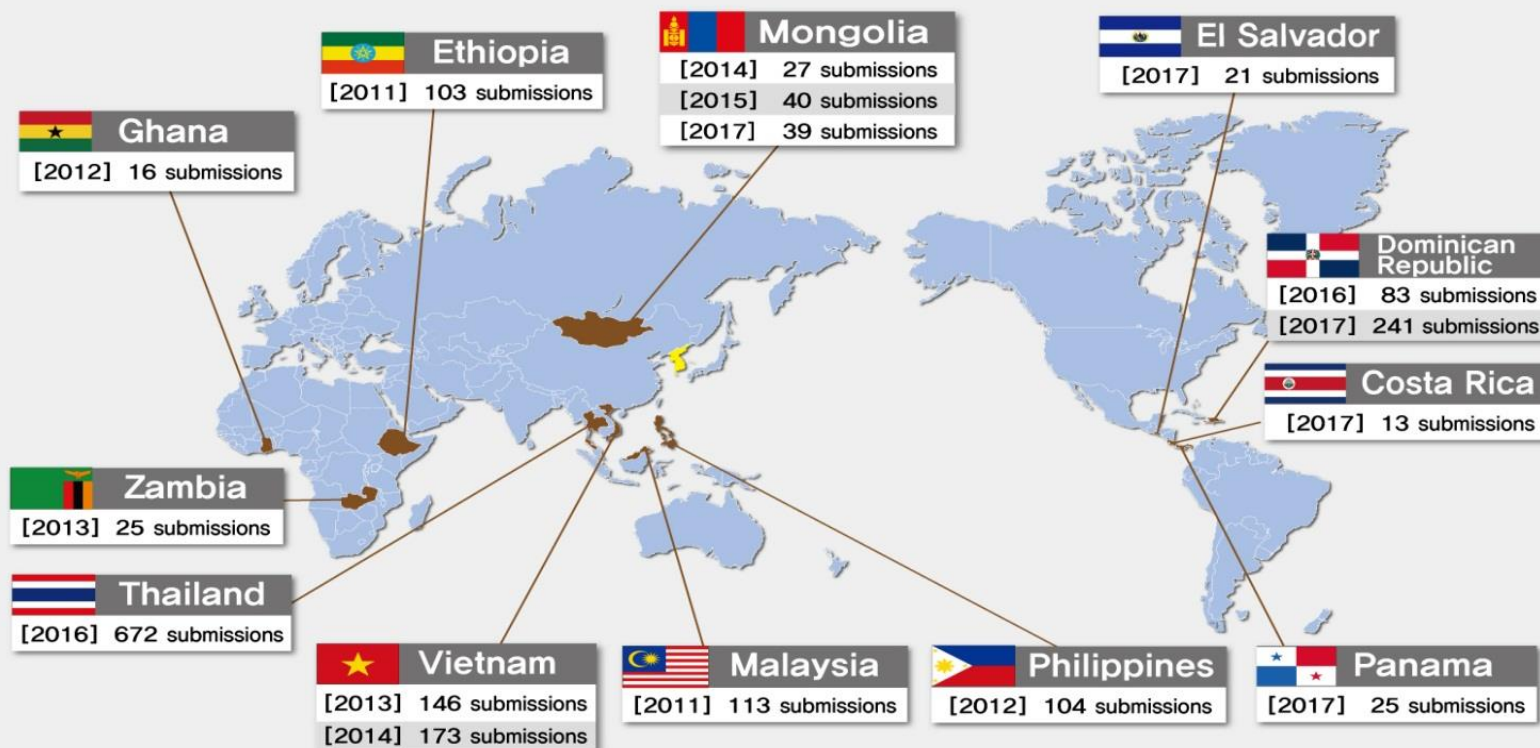 Ethiopia
[2011] 103 submissions
Mongolia
[2014] 27 submissions
[2015] 40 submissions
[2017] 39 submissions
El Salvador
[2017] 21 submissions
Ghana
[2012] 16 submissions
Dominican
Republic
[2016] 83 submissions
[2017] 241 submissions
Costa Rica
[2017] 13 submissions
Zambia
[2013] 25 submissions
Thailand
[2016] 672 submissions
Vietnam
[2013] 146 submissions
[2014] 173 submissions
Malaysia
[2011] 113 submissions
Philippines
[2012] 104 submissions
Panama
[2017] 25 submissions